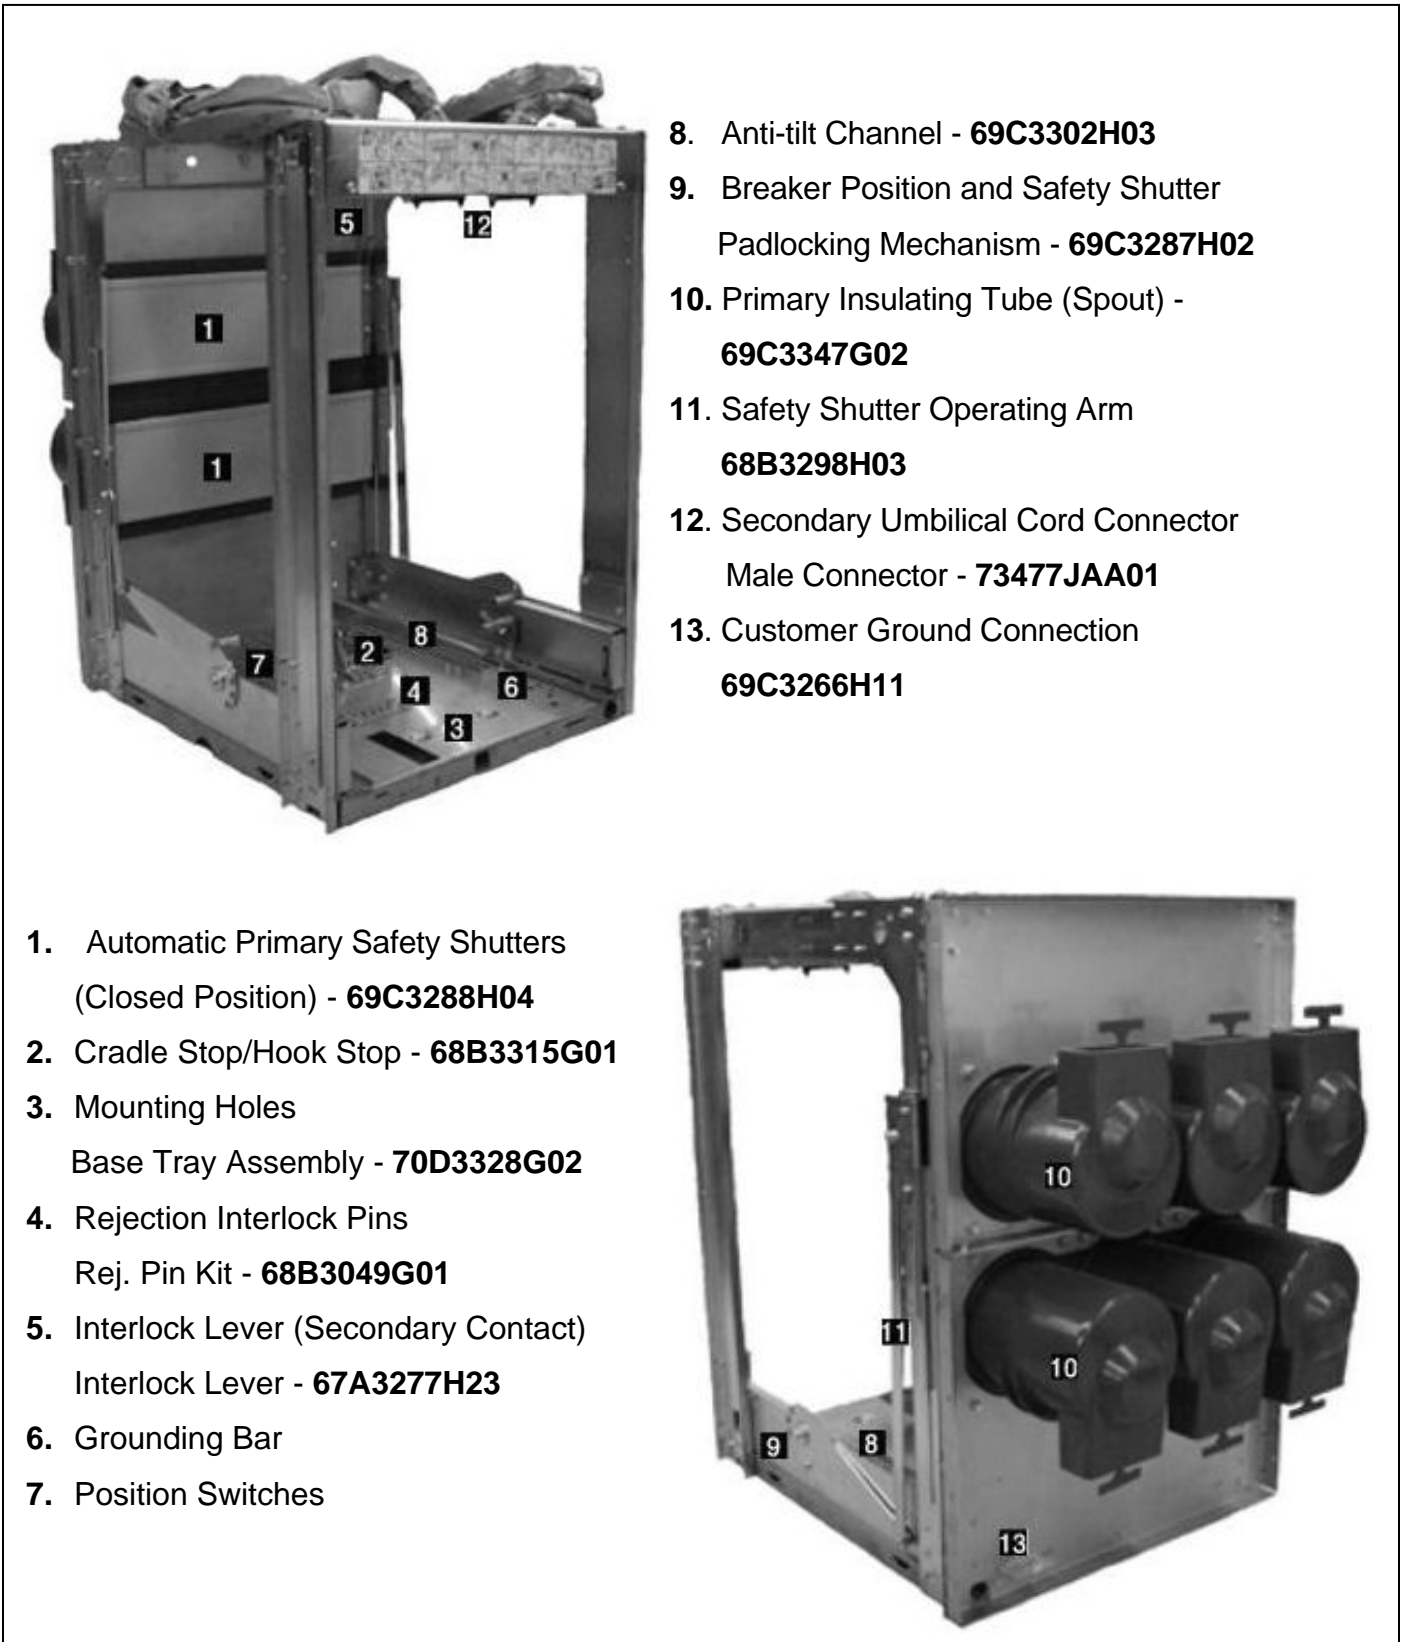 5
12
1
1
8
2
7
4
6
3
8. Anti-tilt Channel - 69C3302H03
9. Breaker Position and Safety Shutter
Padlocking Mechanism - 69C3287H02
10. Primary Insulating Tube (Spout) -
69C3347G02
11. Safety Shutter Operating Arm
68B3298H03
12. Secondary Umbilical Cord Connector
Male Connector - 73477JAA01
13. Customer Ground Connection
69C3266H11
1. Automatic Primary Safety Shutters
(Closed Position) - 69C3288H04
2. Cradle Stop/Hook Stop - 68B3315G01
3. Mounting Holes
Base Tray Assembly - 70D3328G02
4. Rejection Interlock Pins
Rej. Pin Kit - 68B3049G01
5. Interlock Lever (Secondary Contact)
Interlock Lever - 67A3277H23
6. Grounding Bar
7. Position Switches
10
11
10
9
8
13